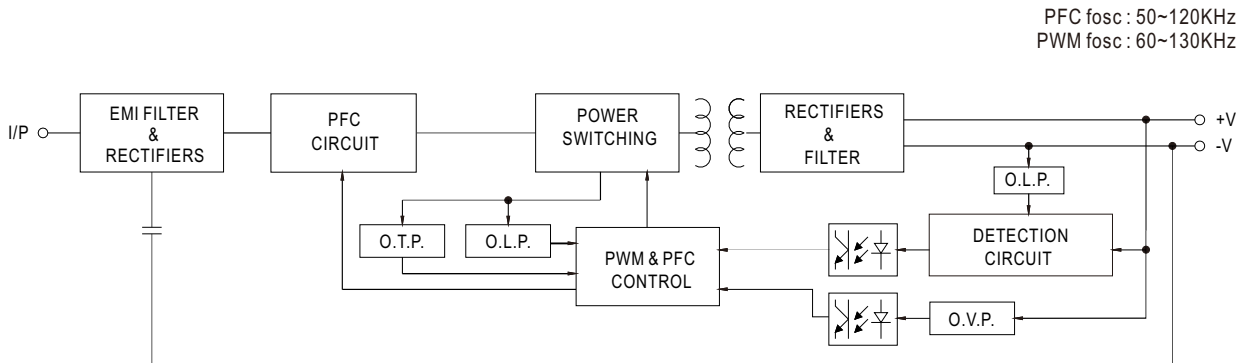 PFC fosc : 50~120KHz
PWM fosc : 60~130KHz
I/P
EMI FILTER
&
RECTIFIERS
PFC
CIRCUIT
POWER
SWITCHING
RECTIFIERS
&
FILTER
+V
-V
O.L.P.
O.T.P.
O.L.P.
PWM & PFC
CONTROL
DETECTION
CIRCUIT
O.V.P.